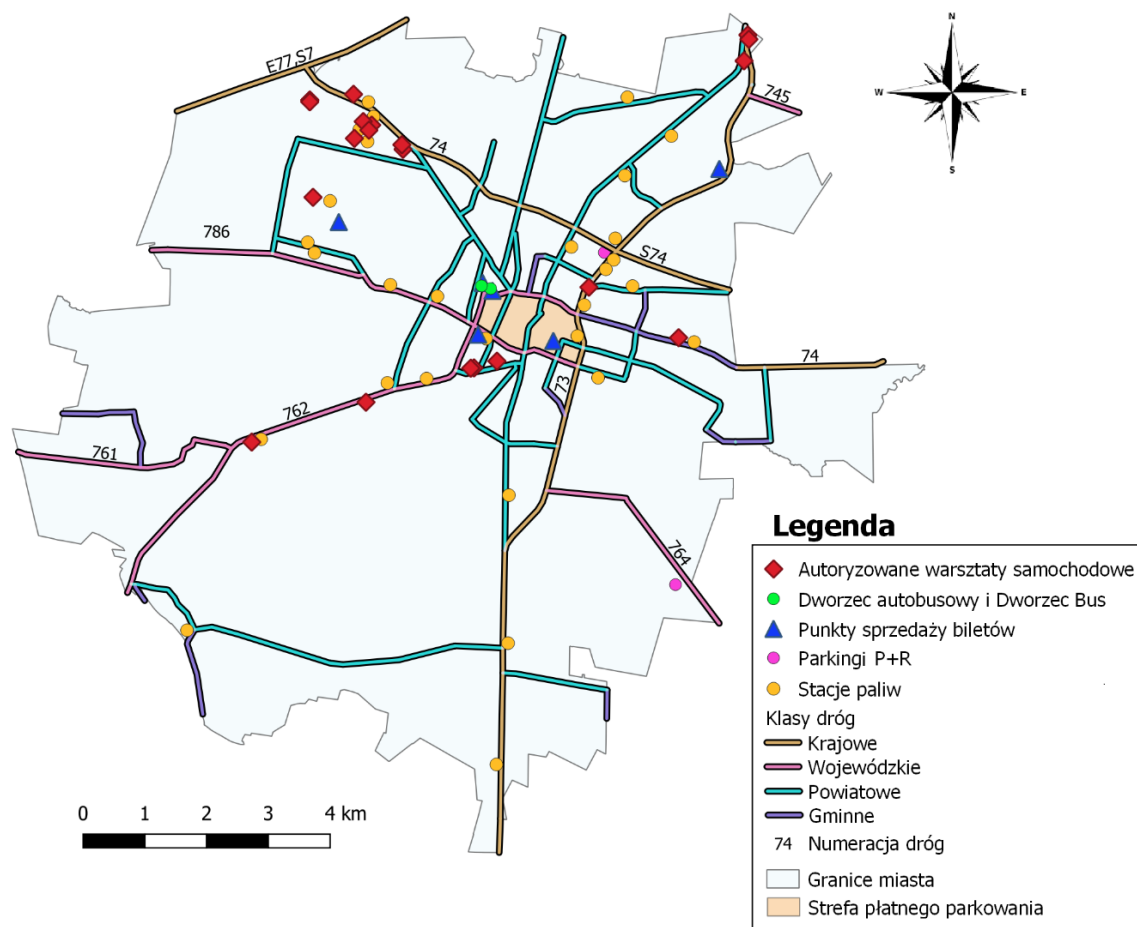 N
W
E
S
E77,S7
745
74
786
S74
74
73
762
761
764
Legenda
Autoryzowane warsztaty samochodowe
Dworzec autobusowy i Dworzec Bus
Punkty sprzedaży biletów
Parkingi P+R
Stacje paliw
Klasy dróg
Krajowe
Wojewódzkie
Powiatowe
Gminne
74 Numeracja dróg
Granice miasta
Strefa płatnego parkowania
0 1 2 3 4 km